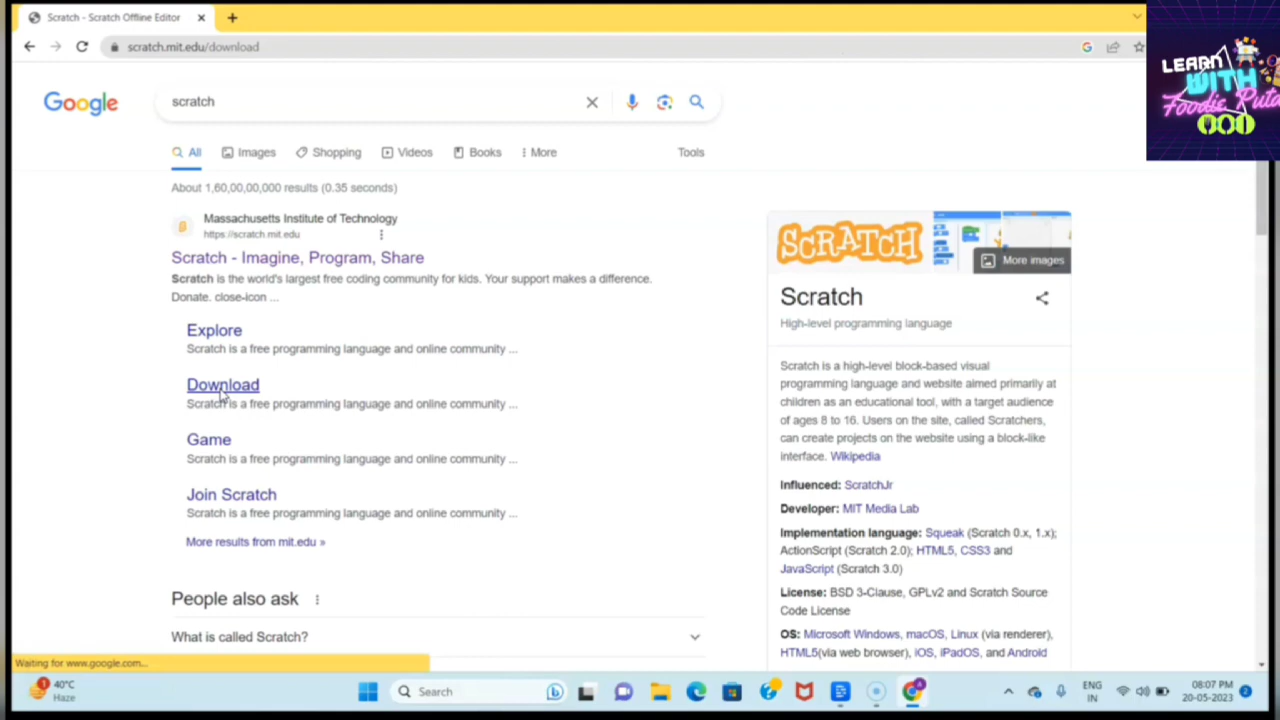 Scratch - Scratch Offline Editor
scratch.mit.edu/download
LEARN
WITH
Foodie
Google
scratch
All
Images
Shopping
Videos
Books
More
Tools
About 1,60,00,00,000 results (0.35 seconds)
Massachusetts Institute of Technology
https://scratch.mit.edu
Scratch - Imagine, Program, Share
Scratch is the world's largest free coding community for kids. Your support makes a difference.
Donate. close-icon ...
Explore
Scratch is a free programming language and online community ...
Download
Scratch is a free programming language and online community ...
Game
Scratch is a free programming language and online community ...
Join Scratch
Scratch is a free programming language and online community ...
More results from mit.edu »
People also ask
What is called Scratch?
SCRATCH
More images
Scratch
High-level programming language
Scratch is a high-level block-based visual
programming language and website aimed primarily at
children as an educational tool, with a target audience
of ages 8 to 16. Users on the site, called Scratchers,
can create projects on the website using a block-like
interface. Wikipedia
Influenced: ScratchJr
Developer: MIT Media Lab
Implementation language: Squeak (Scratch 0.x, 1.x);
ActionScript (Scratch 2.0); HTML5, CSS3 and
JavaScript (Scratch 3.0)
License: BSD 3-Clause, GPLv2 and Scratch Source
Code License
OS: Microsoft Windows, macOS, Linux (via renderer),
HTML5(via web browser), iOS, iPadOS, and Android
Waiting for www.google.com...
1
40°C
Haze
Search
ENG
IN
08:07 PM
20-05-2023
2